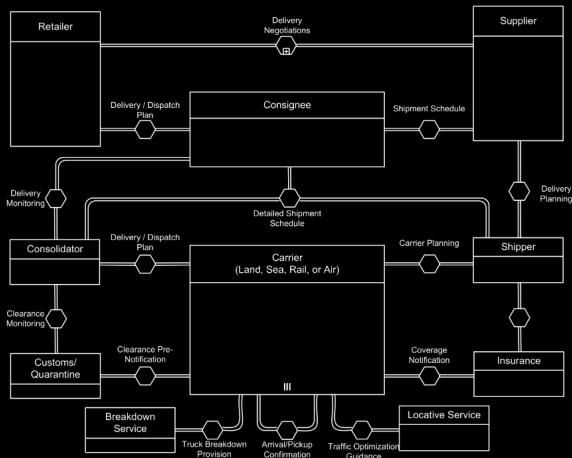 Retailer
Delivery
Negotiations
Supplier
Delivery / Dispatch
Plan
Consignee
Shipment Schedule
Delivery
Monitoring
Detailed Shipment
Schedule
Delivery
Planning
Consolidator
Delivery / Dispatch
Plan
Carrier
(Land, Sea, Rail, or Air)
Carrier Planning
Shipper
Clearance
Monitoring
Customs/
Quarantine
Clearance Pre-
Notification
Coverage
Notification
Insurance
Breakdown
Service
Truck Breakdown
Provision
Arrival/Pickup
Confirmation
Traffic Optimization
Guidance
Locative Service